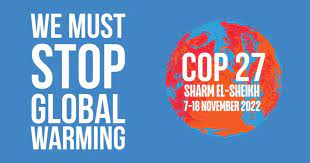 WE MUST
STOP
GLOBAL
WARMING
COP 27
SHARM EL-SHEIKH
7-18 NOVEMBER 2022